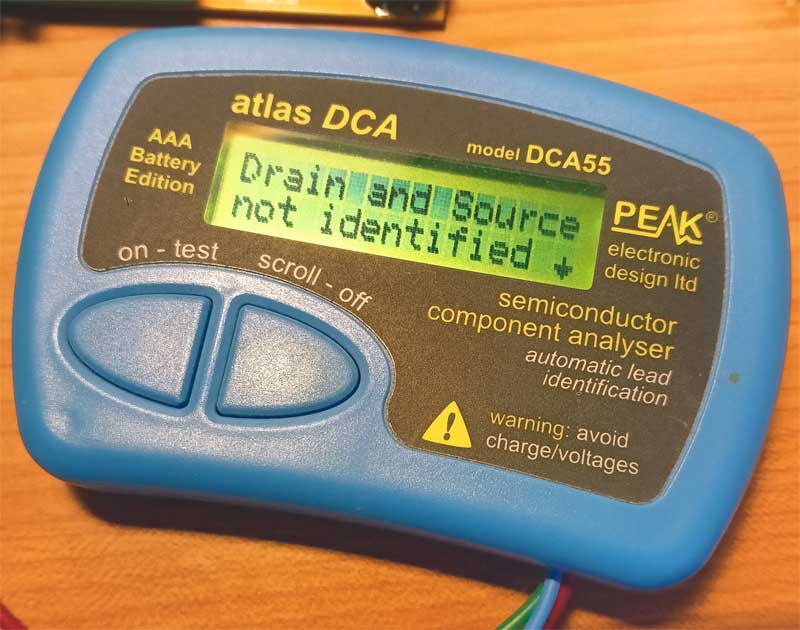 atlas DCA
AAA
Battery
Edition
model DCA55
Drain and Source
not identified ↓
PEAK®
electronic
design ltd
on - test
scroll - off
semiconductor
component analyser
automatic lead
identification
warning: avoid
charge/voltages